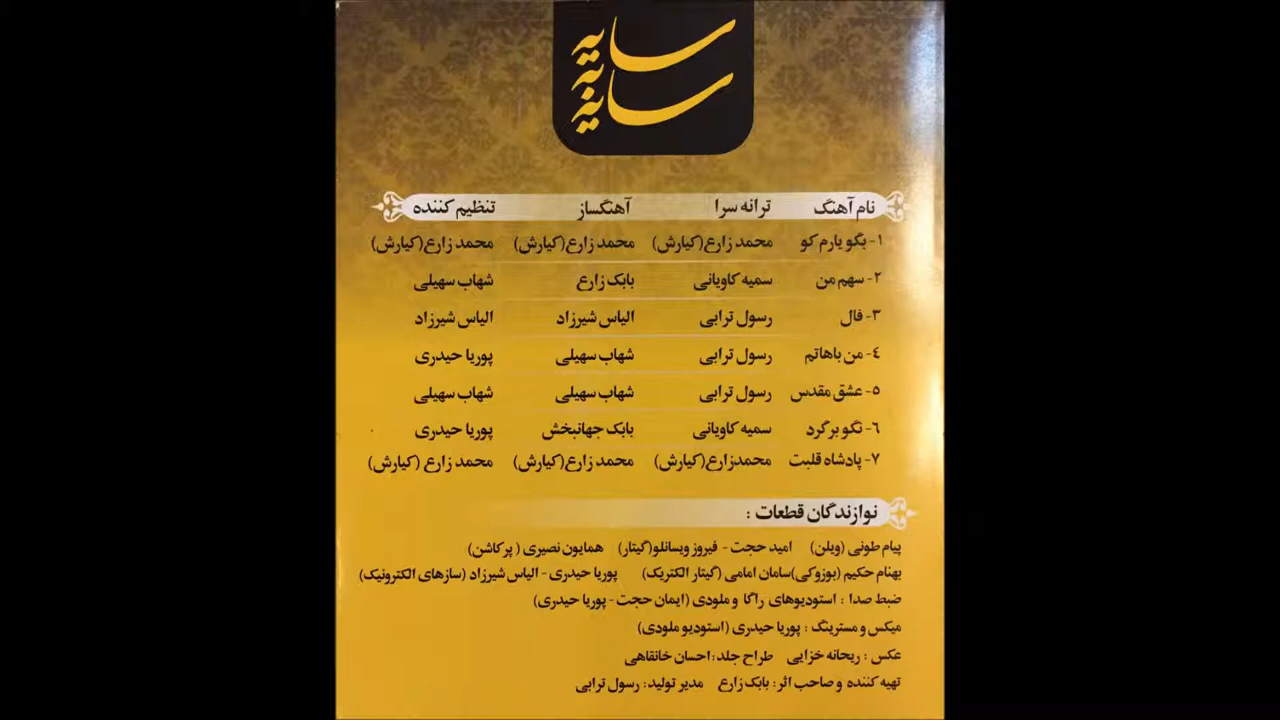 سایه
سایه
نام آهنگ ترانه سرا آهنگساز تنظیم کننده
۱- بگو یارم کو محمد زارع(کیارش) محمد زارع(کیارش) محمد زارع(کیارش)
۲- سهم من سمیه کاویانی بابک زارع شهاب سهیلی
۳- فال رسول ترابی الیاس شیرزاد الیاس شیرزاد
٤- من باهاتم رسول ترابی شهاب سهیلی پوریا حیدری
۵- عشق مقدس رسول ترابی شهاب سهیلی شهاب سهیلی
٦- نگو برگرد سمیه کاویانی بابک جهانبخش پوریا حیدری
۷- پادشاه قلبت محمدزارع(کیارش) محمد زارع(کیارش) محمد زارع (کیارش)
نوازندگان قطعات :
پیام طونی (ویلن) امید حجت - فیروز ویسانلو(گیتار) همایون نصیری ( پرکاشن)
بهنام حکیم (بوزوکی)سامان امامی (گیتار الکتریک) پوریا حیدری - الیاس شیرزاد (سازهای الکترونیک)
ضبط صدا : استودیوهای راگا و ملودی (ایمان حجت - پوریا حیدری)
میکس و مسترینگ : پوریا حیدری (استودیو ملودی)
عکس : ریحانه خزایی طراح جلد:احسان خانقاهی
تهیه کننده و صاحب اثر: بابک زارع مدیر تولید: رسول ترابی